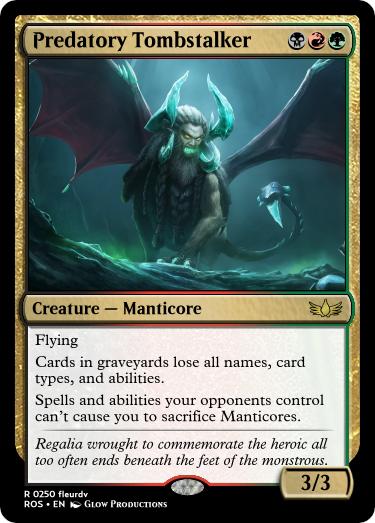 Predatory Tombstalker
Creature — Manticore
Flying
Cards in graveyards lose all names, card
types, and abilities.
Spells and abilities your opponents control
can't cause you to sacrifice Manticores.
Regalia wrought to commemorate the heroic all
too often ends beneath the feet of the monstrous.
3/3
R 0250 fleurdv
ROS • EN Glow Productions